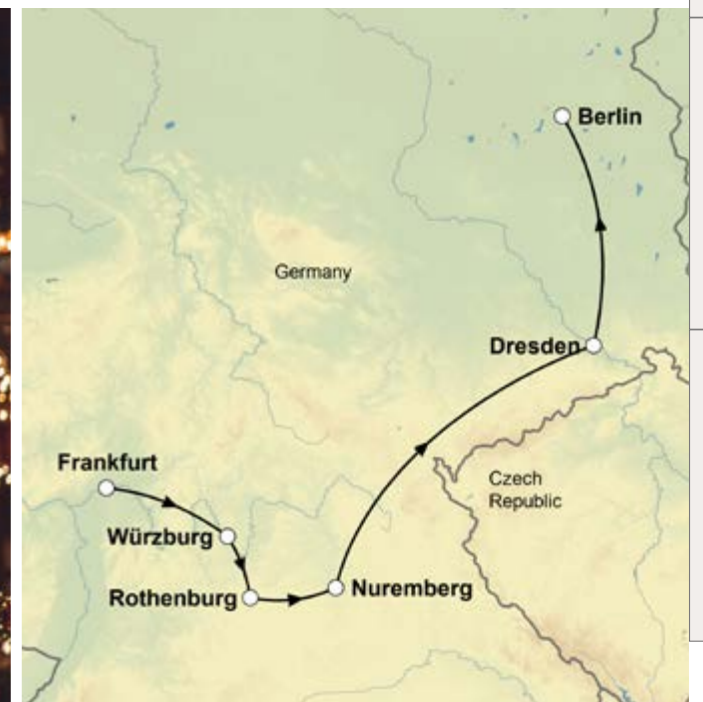 Berlin
Germany
Dresden
Frankfurt
Czech
Republic
Würzburg
Nuremberg
Rothenburg